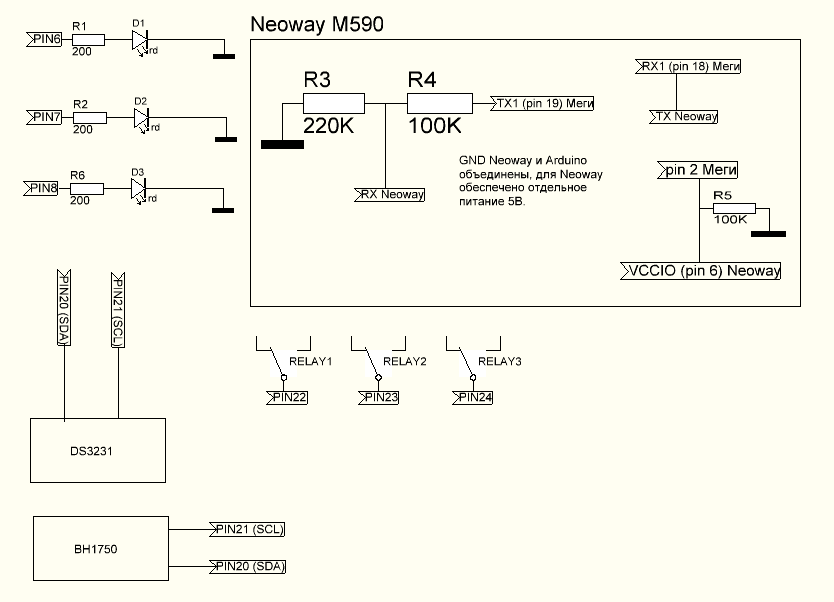 Neoway M590
PIN6
R1
200
D1
rd
PIN7
R2
200
D2
rd
PIN8
R6
200
D3
rd
R3
220K
R4
100K
TX1 (pin 19) Меги
RX Neoway
GND Neoway и Arduino
объединены, для Neoway
обеспечено отдельное
питание 5В.
RX1 (pin 18) Меги
TX Neoway
pin 2 Меги
R5
100K
VCCIO (pin 6) Neoway
PIN20 (SDA)
PIN21 (SCL)
DS3231
RELAY1
PIN22
RELAY2
PIN23
RELAY3
PIN24
BH1750
PIN21 (SCL)
PIN20 (SDA)